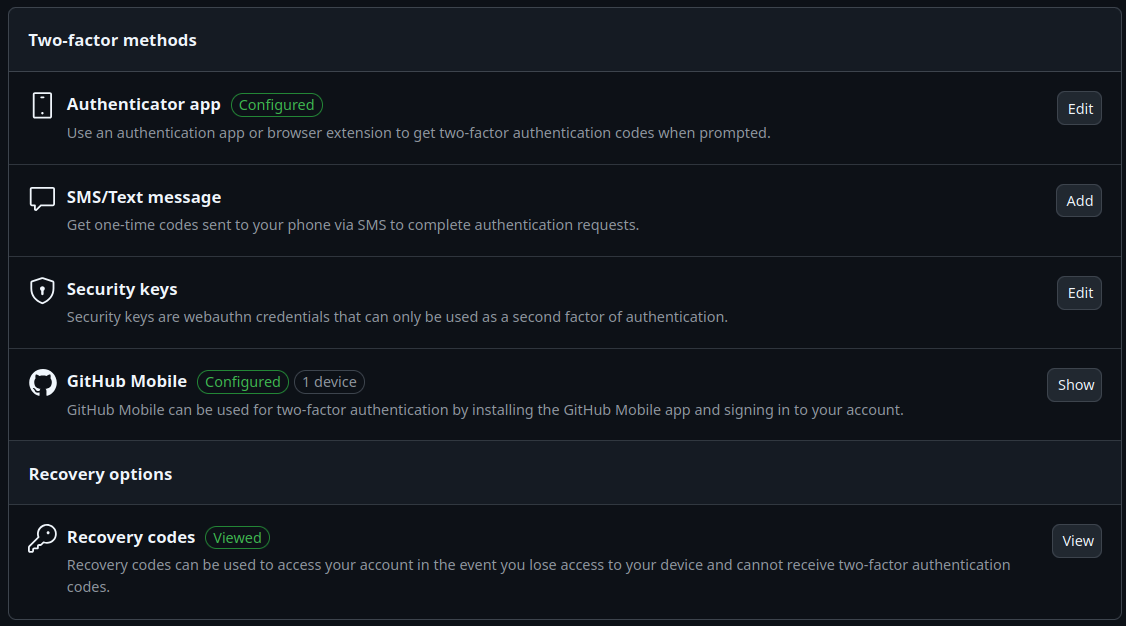 Two-factor methods
Authenticator app Configured
Edit
Use an authentication app or browser extension to get two-factor authentication codes when prompted.
SMS/Text message
Add
Get one-time codes sent to your phone via SMS to complete authentication requests.
Security keys
Edit
Security keys are webauthn credentials that can only be used as a second factor of authentication.
GitHub Mobile Configured 1 device
Show
GitHub Mobile can be used for two-factor authentication by installing the GitHub Mobile app and signing in to your account.
Recovery options
Recovery codes Viewed
View
Recovery codes can be used to access your account in the event you lose access to your device and cannot receive two-factor authentication
codes.